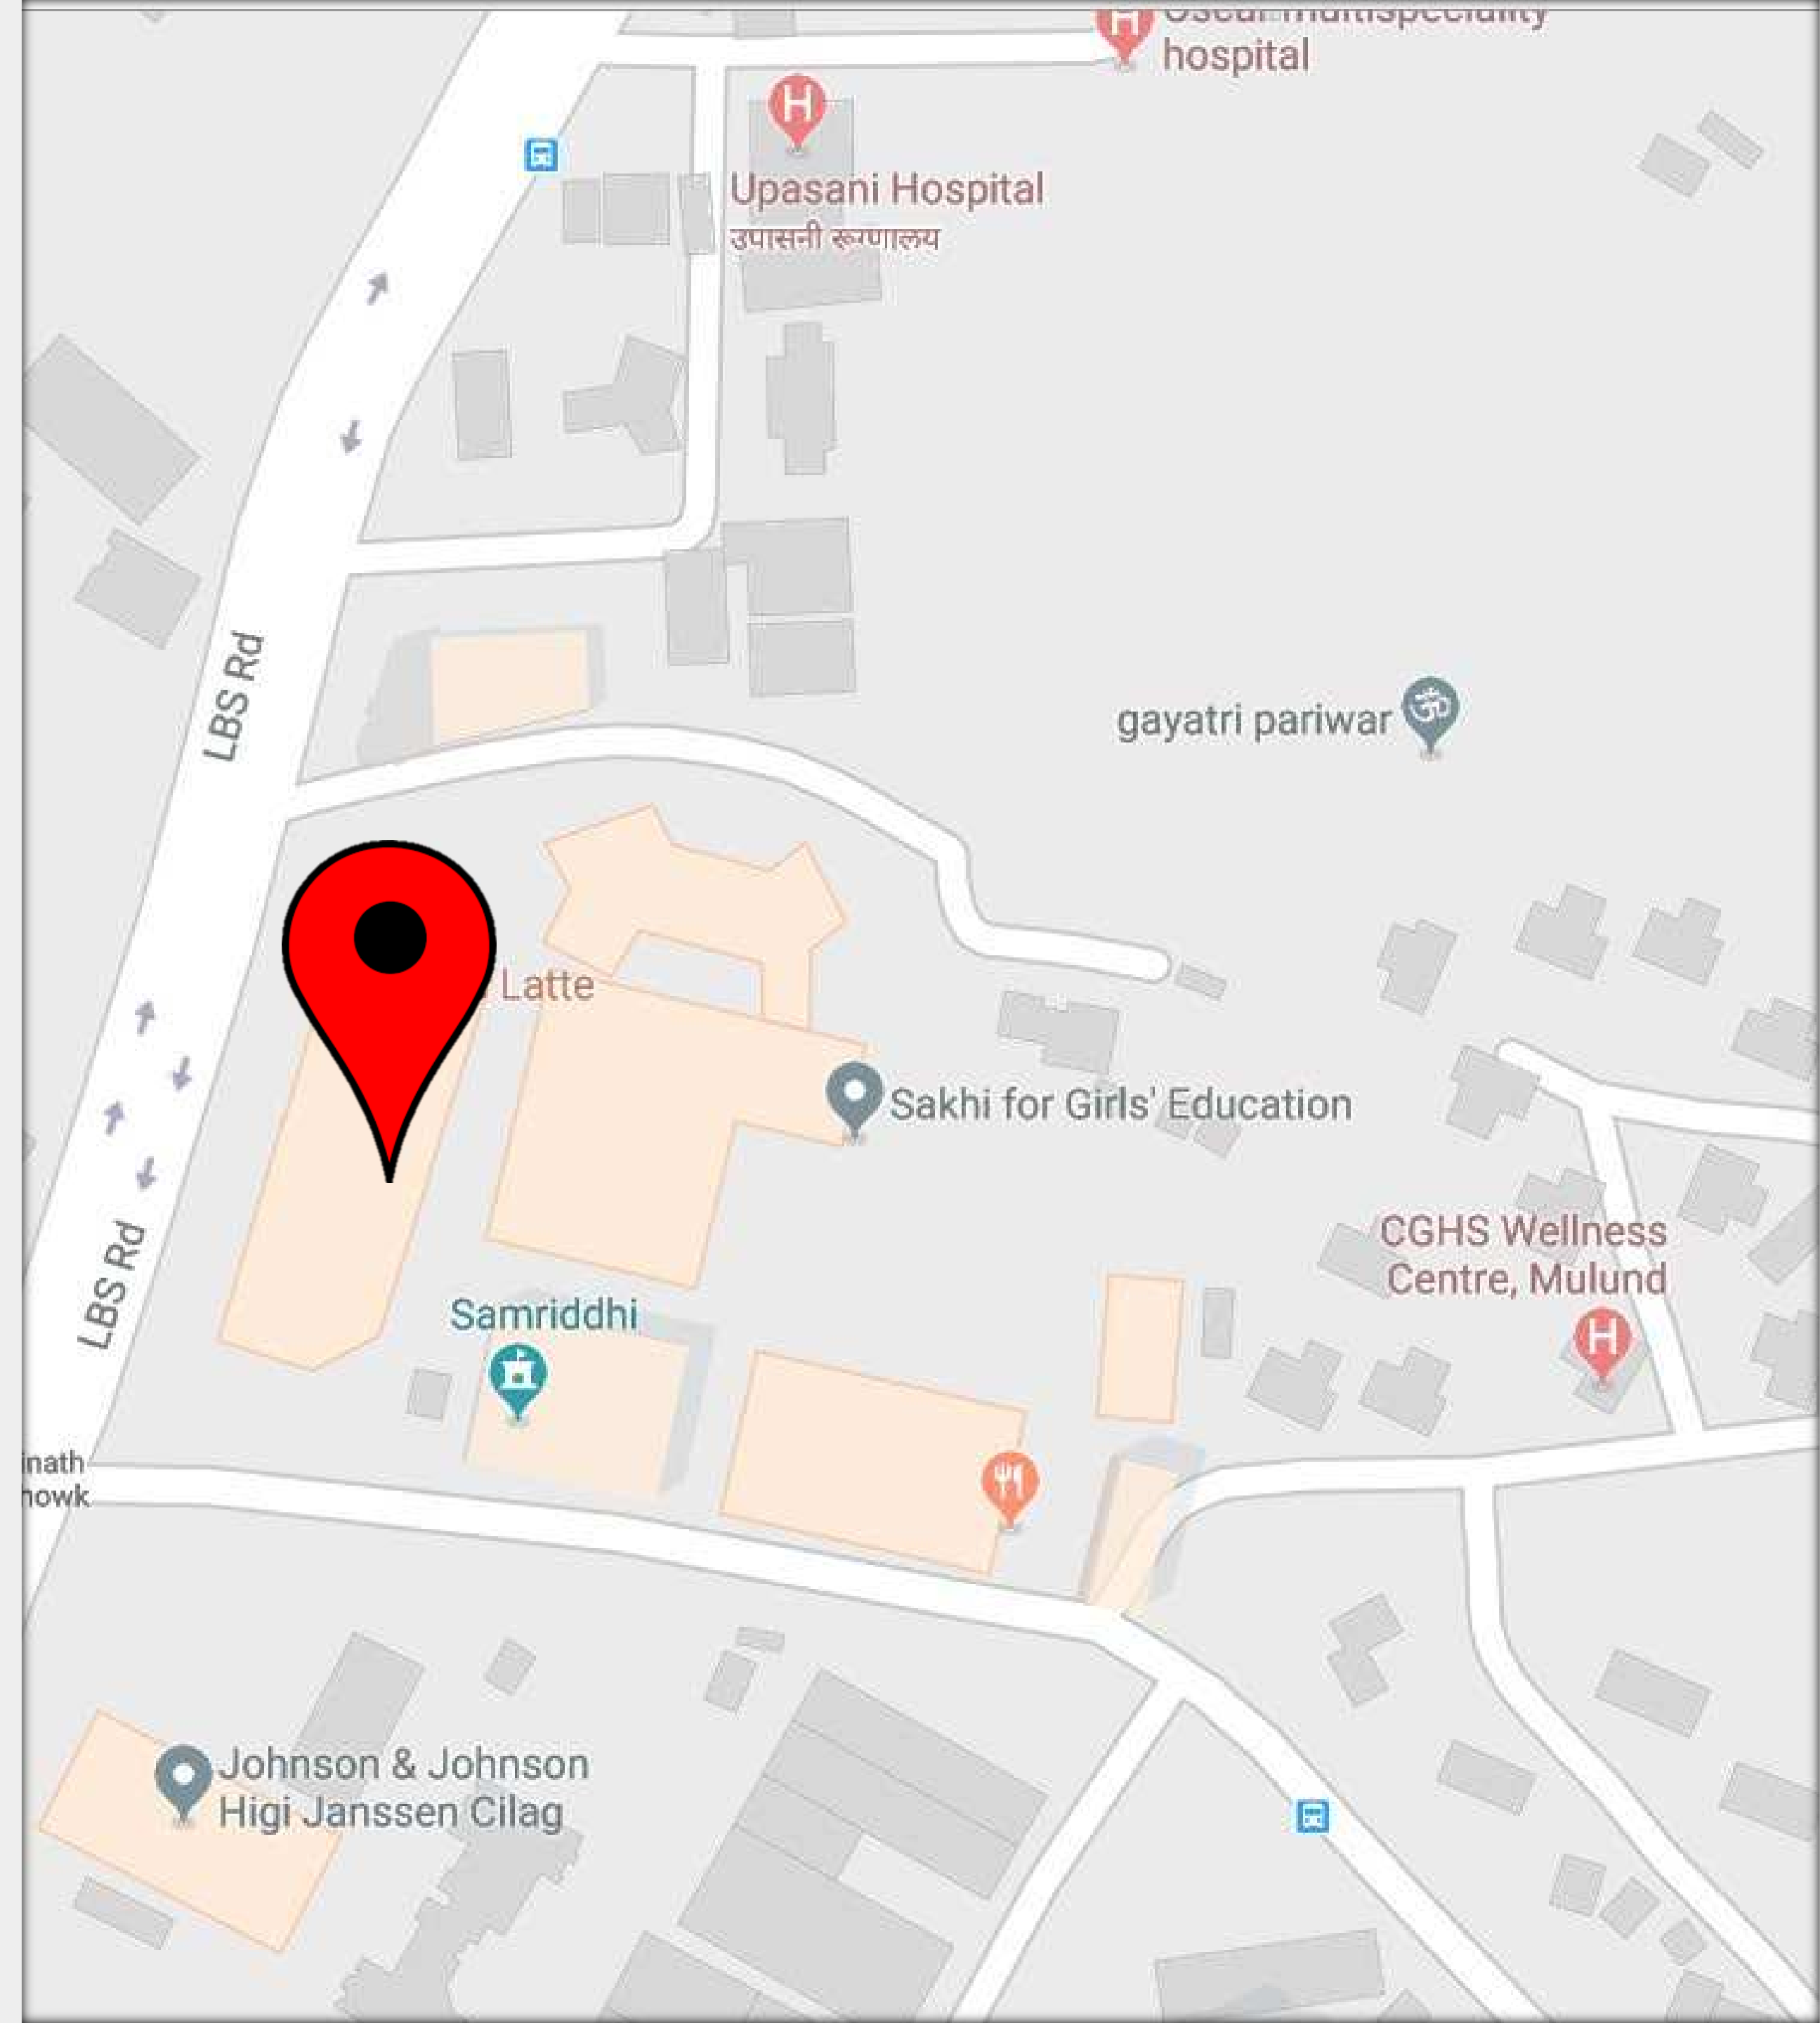 hospital
Upasani Hospital
उपासनी रूग्णालय
LBS Rd
gayatri pariwar
Latte
Sakhi for Girls' Education
CGHS Wellness
Centre, Mulund
LBS Rd
Samriddhi
Johnson & Johnson
Higi Janssen Cilag